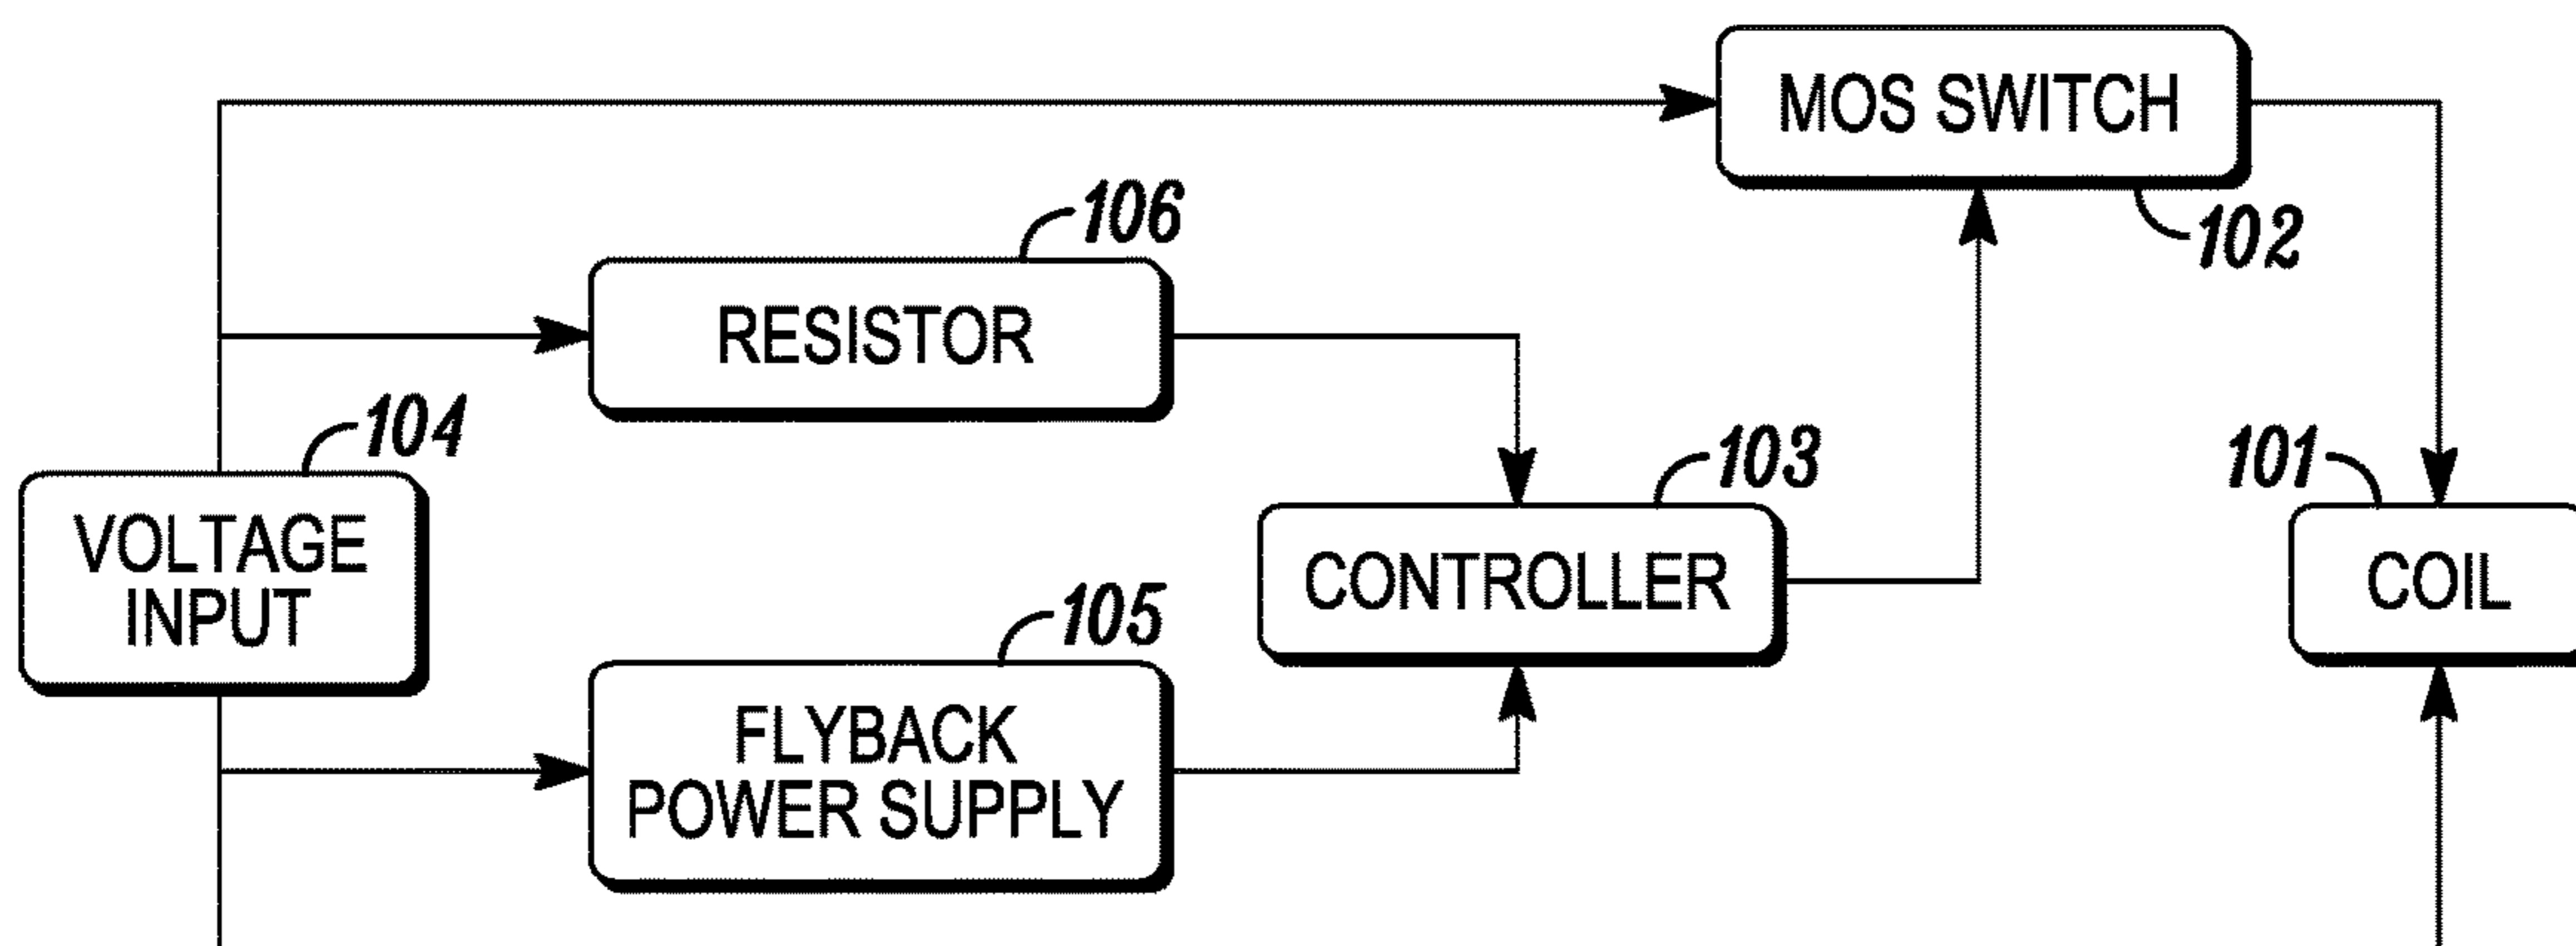 MOS SWITCH
102
106
RESISTOR
104
VOLTAGE
INPUT
103
CONTROLLER
101
COIL
105
FLYBACK
POWER SUPPLY